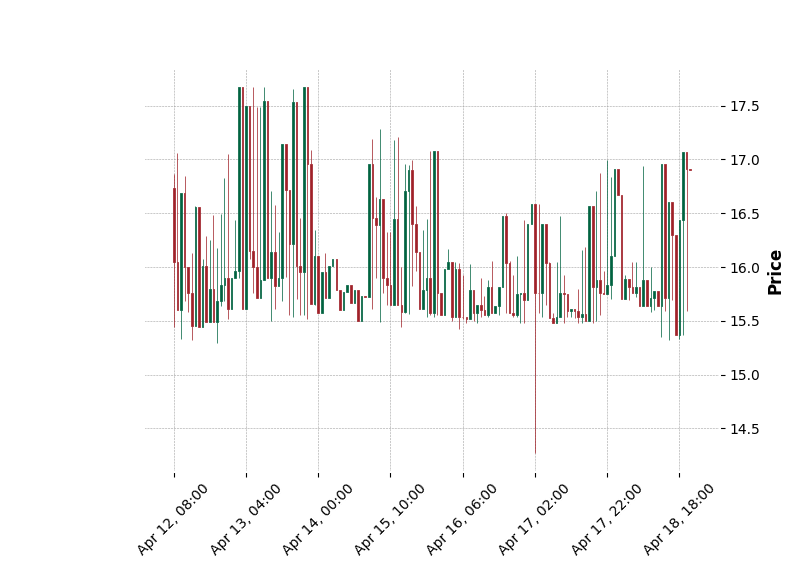 17.5
17.0
16.5
16.0
15.5
15.0
14.5
Price
Apr 12, 08:00
Apr 13, 04:00
Apr 14, 00:00
Apr 15, 10:00
Apr 16, 06:00
Apr 17, 02:00
Apr 17, 22:00
Apr 18, 18:00